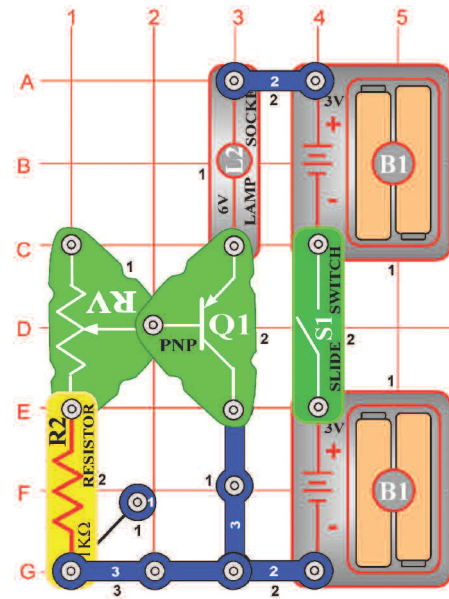 1 2 3 4 5
A
2
2
3V
+
SOCKET
L2
B
B1
1
6V
LAMP
-
C
1
1
RV
SWITCH
D
Q1
S1
PNP
2
2
SLIDE
1
E
R2
RESISTOR
3V
+
2
1
F
1
B1
1
3
-
1KΩ
G
3
2
3
2